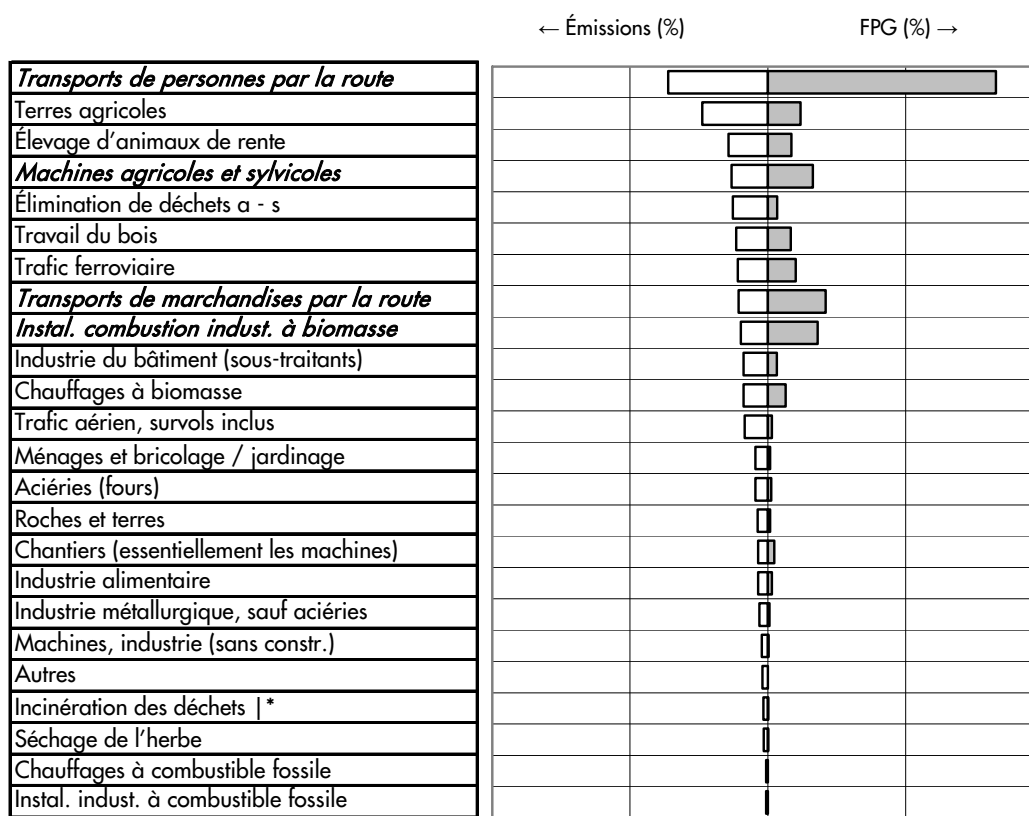 ← Émissions (%) FPG (%) →
Transports de personnes par la route
Terres agricoles
Élevage d'animaux de rente
Machines agricoles et sylvicoles
Élimination de déchets a - s
Travail du bois
Trafic ferroviaire
Transports de marchandises par la route
Instal. combustion indust. à biomasse
Industrie du bâtiment (sous-traitants)
Chauffages à biomasse
Trafic aérien, survols inclus
Ménages et bricolage / jardinage
Aciéries (fours)
Roches et terres
Chantiers (essentiellement les machines)
Industrie alimentaire
Industrie métallurgique, sauf aciéries
Machines, industrie (sans constr.)
Autres
Incinération des déchets |*
Séchage de l'herbe
Chauffages à combustible fossile
Instal. indust. à combustible fossile